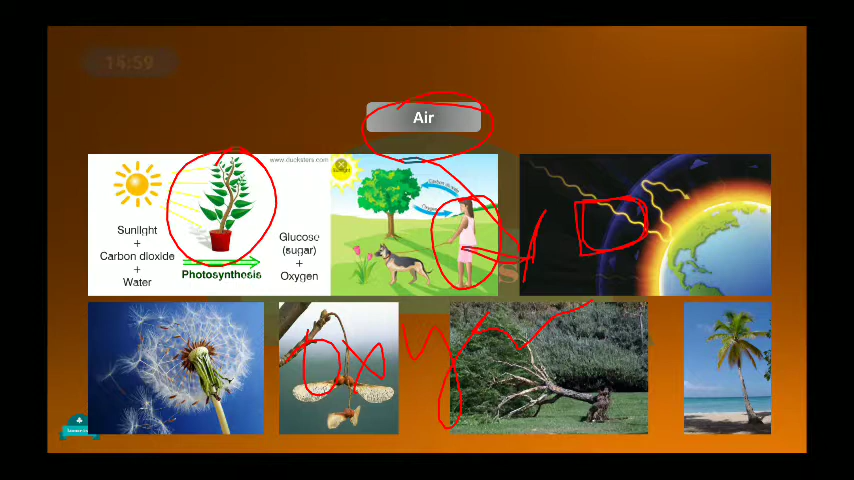 14:59
Air
www.ducksters.com
Sunlight
+
Carbon dioxide
+
Water
Photosynthesis
Glucose
(sugar)
+
Oxygen
Sunlight
Carbon dioxide
Oxygen